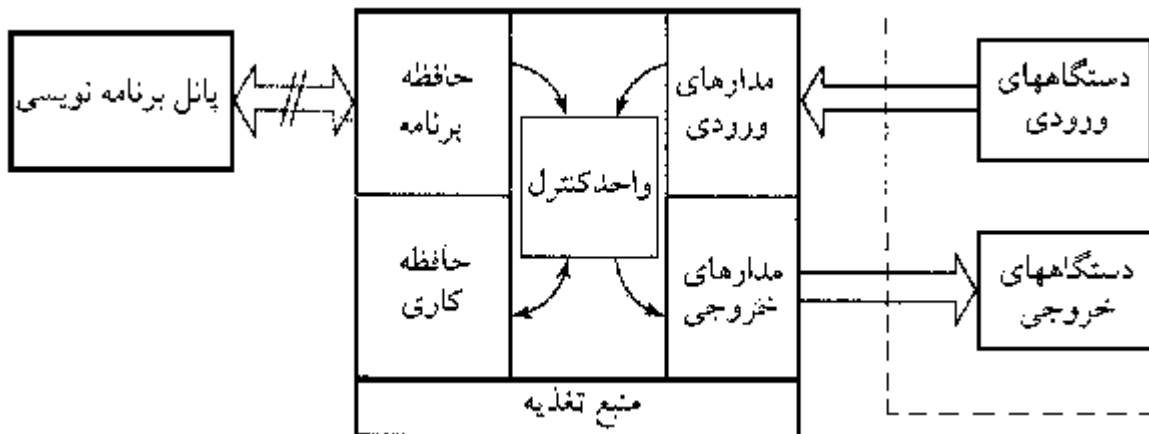 دستگاههای
ورودی
مدارهای
ورودی
حافظه
برنامه
پانل برنامه نویسی
واحدکنترل
دستگاههای
خروجی
مدارهای
خروجی
حافظه
کاری
منبع تغذیه